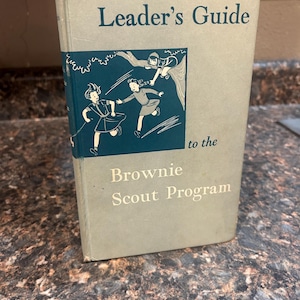 Leader's Guide
to the
Brownie
Scout Program